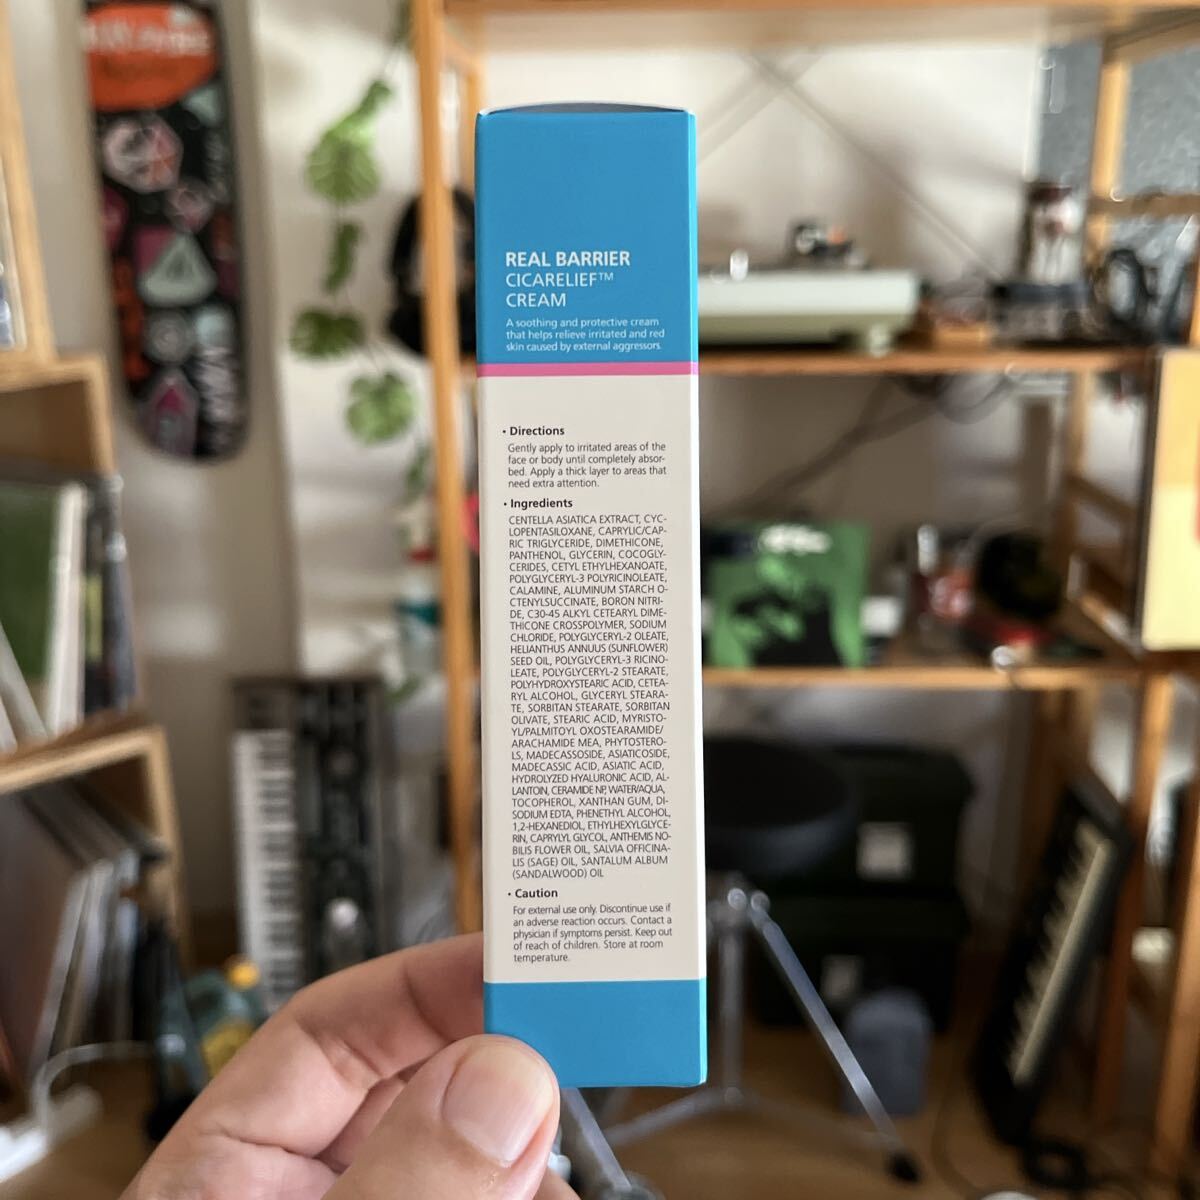 REAL BARRIER
CICARELIEF™
CREAM
A soothing and protective cream
that helps relieve irritated and red
skin caused by external aggressors.
• Directions
Gently apply to irritated areas of the
face or body until completely absor-
bed. Apply a thick layer to areas that
need extra attention.
• Ingredients
CENTELLA ASIATICA EXTRACT, CYC-
LOPENTASILOXANE, CAPRYLIC/CAP-
RIC TRIGLYCERIDE, DIMETHICONE,
PANTHENOL, GLYCERIN, COCOGLY-
CERIDES, CETYL ETHYLHEXANOATE,
POLYGLYCERYL-3 POLYRICINOLEATE,
CALAMINE, ALUMINUM STARCH O-
CTENYLSUCCINATE, BORON NITRI-
DE, C30-45 ALKYL CETEARYL DIME-
THICONE CROSSPOLYMER, SODIUM
CHLORIDE, POLYGLYCERYL-2 OLEATE,
HELIANTHUS ANNUUS (SUNFLOWER)
SEED OIL, POLYGLYCERYL-3 RICINO-
LEATE, POLYGLYCERYL-2 STEARATE,
POLYHYDROXYSTEARIC ACID, CETEA-
RYL ALCOHOL, GLYCERYL STEARA-
TE, SORBITAN STEARATE, SORBITAN
OLIVATE, STEARIC ACID, MYRISTO-
YL/PALMITOYL OXOSTEARAMIDE/
ARACHAMIDE MEA, PHYTOSTERO-
LS, MADECASSOSIDE, ASIATICOSIDE,
MADECASSIC ACID, ASIATIC ACID,
HYDROLYZED HYALURONIC ACID, AL-
LANTOIN, CERAMIDE NP, WATER/AQUA,
TOCOPHEROL, XANTHAN GUM, DI-
SODIUM EDTA, PHENETHYL ALCOHOL,
1,2-HEXANEDIOL, ETHYLHEXYLGLYCE-
RIN, CAPRYLYL GLYCOL, ANTHEMIS NO-
BILIS FLOWER OIL, SALVIA OFFICINA-
LIS (SAGE) OIL, SANTALUM ALBUM
(SANDALWOOD) OIL
• Caution
For external use only. Discontinue use if
an adverse reaction occurs. Contact a
physician if symptoms persist. Keep out
of reach of children. Store at room
temperature.